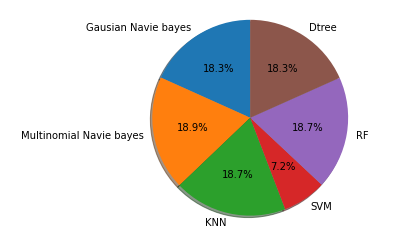 Gausian Navie bayes
Dtree
18.3%
18.3%
Multinomial Navie bayes
18.9%
18.7%
RF
18.7%
7.2%
KNN
SVM